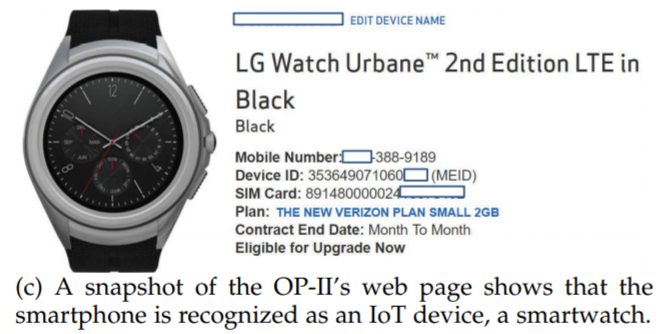 EDIT DEVICE NAME
LG Watch Urbane™ 2nd Edition LTE in
Black
Black
Mobile Number: -388-9189
Device ID: 353649071060 (MEID)
SIM Card: 891480000024
Plan: THE NEW VERIZON PLAN SMALL 2GB
Contract End Date: Month To Month
Eligible for Upgrade Now
(c) A snapshot of the OP-II's web page shows that the
smartphone is recognized as an IoT device, a smartwatch.